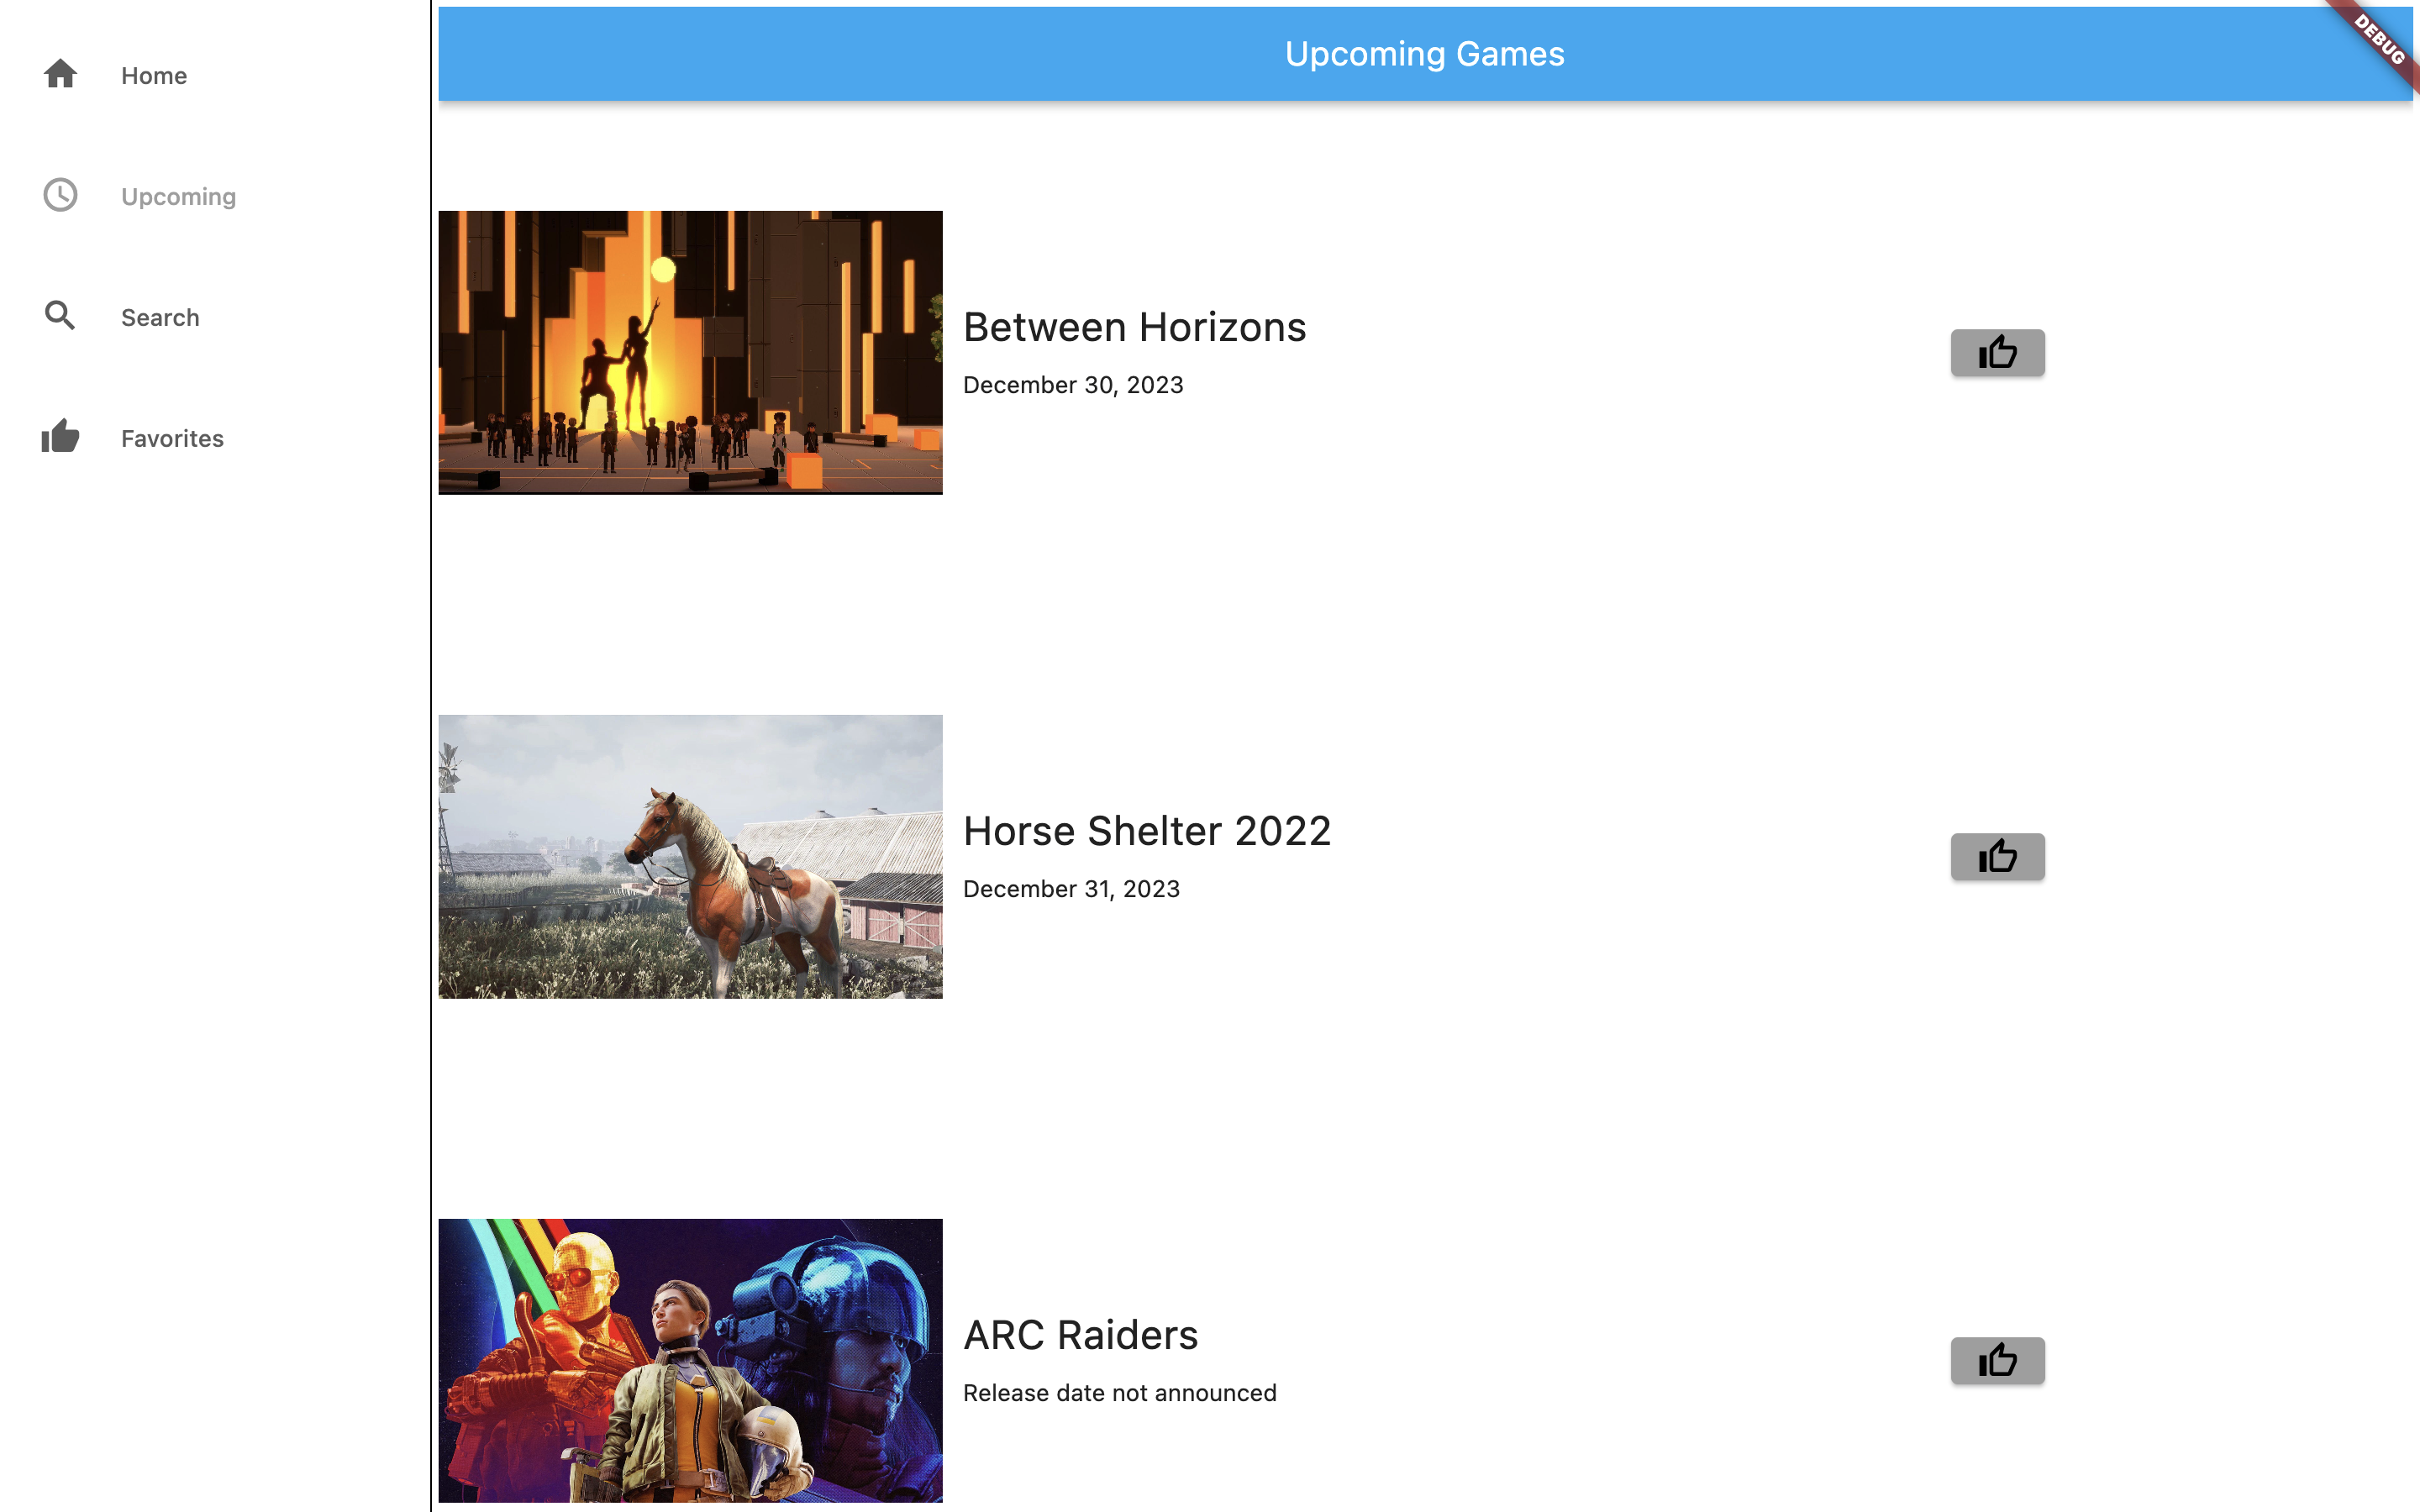 Home
Upcoming
Search
Favorites
Upcoming Games
DEBUG
Between Horizons
December 30, 2023
Horse Shelter 2022
December 31, 2023
ARC Raiders
Release date not announced